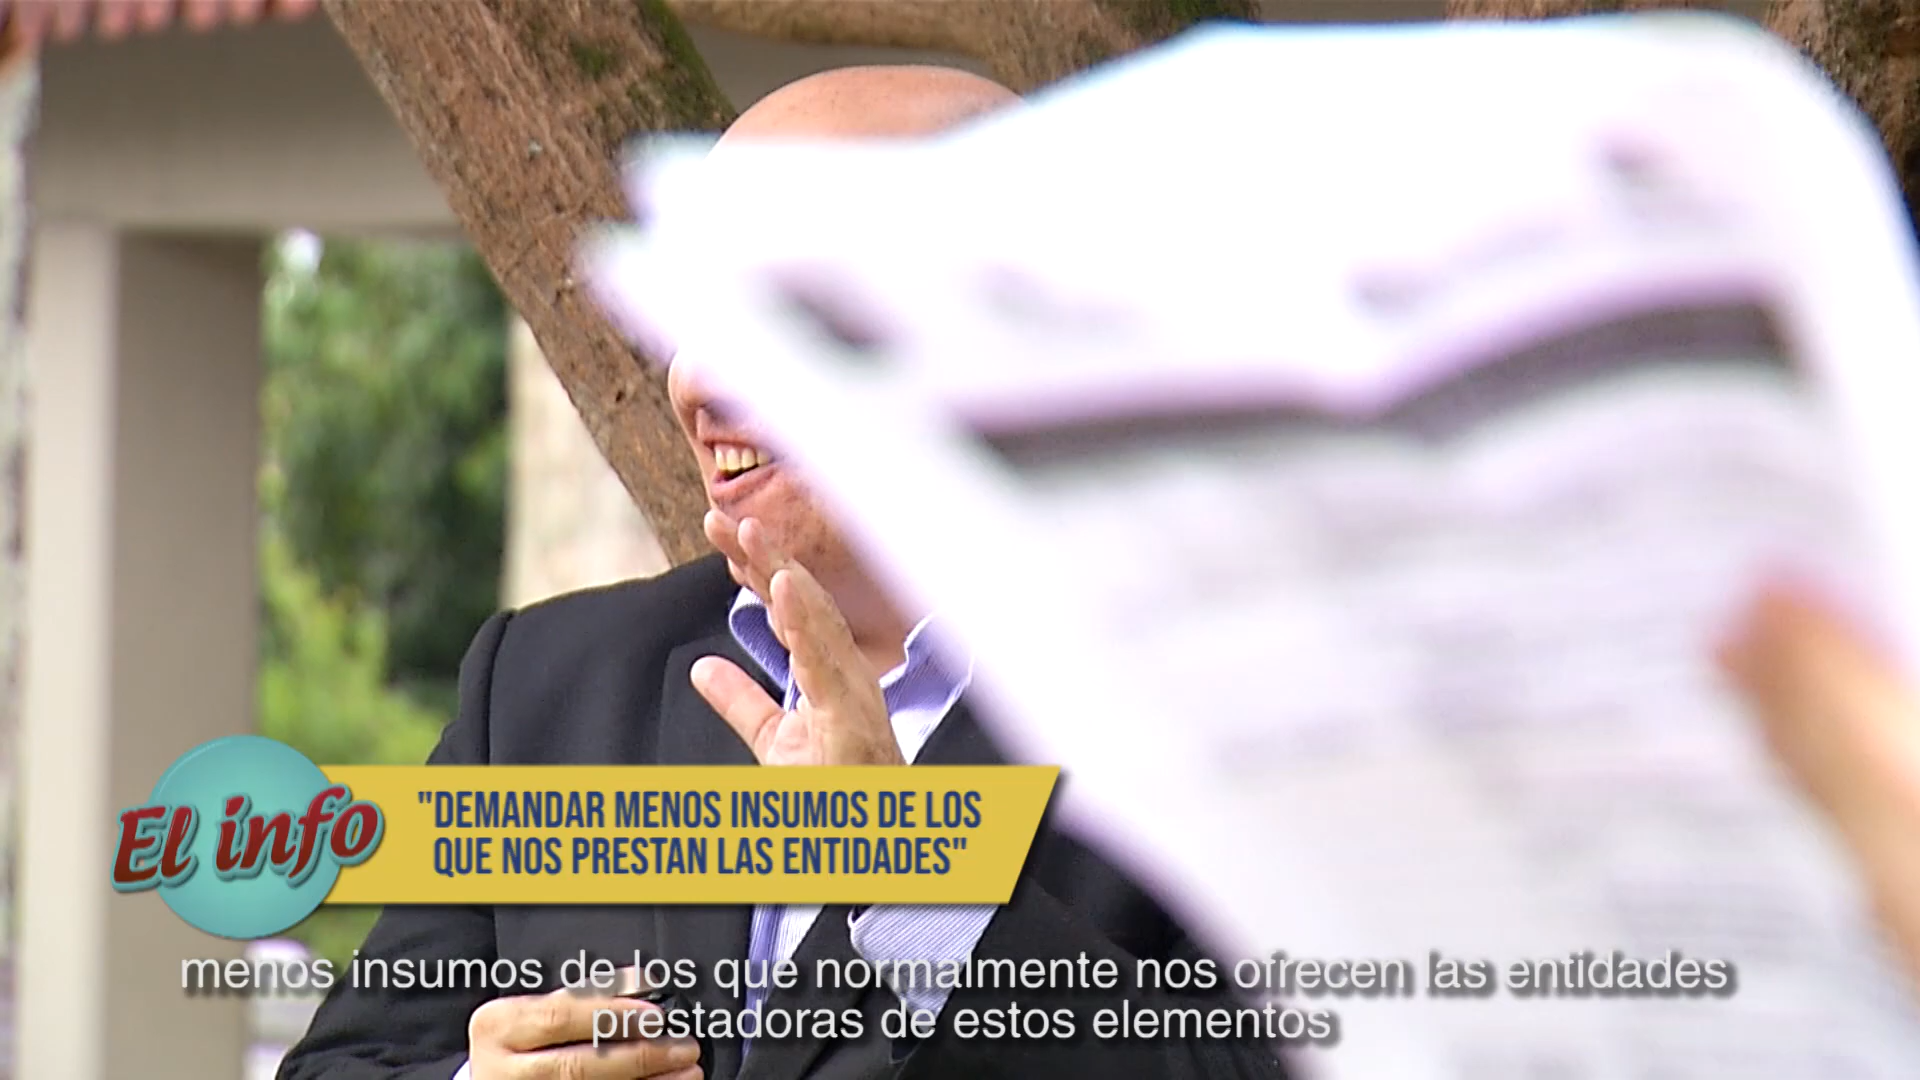 El info
"DEMANDAR MENOS INSUMOS DE LOS
QUE NOS PRESTAN LAS ENTIDADES"
menos insumos de los que normalmente nos ofrecen las entidades
prestadoras de estos elementos